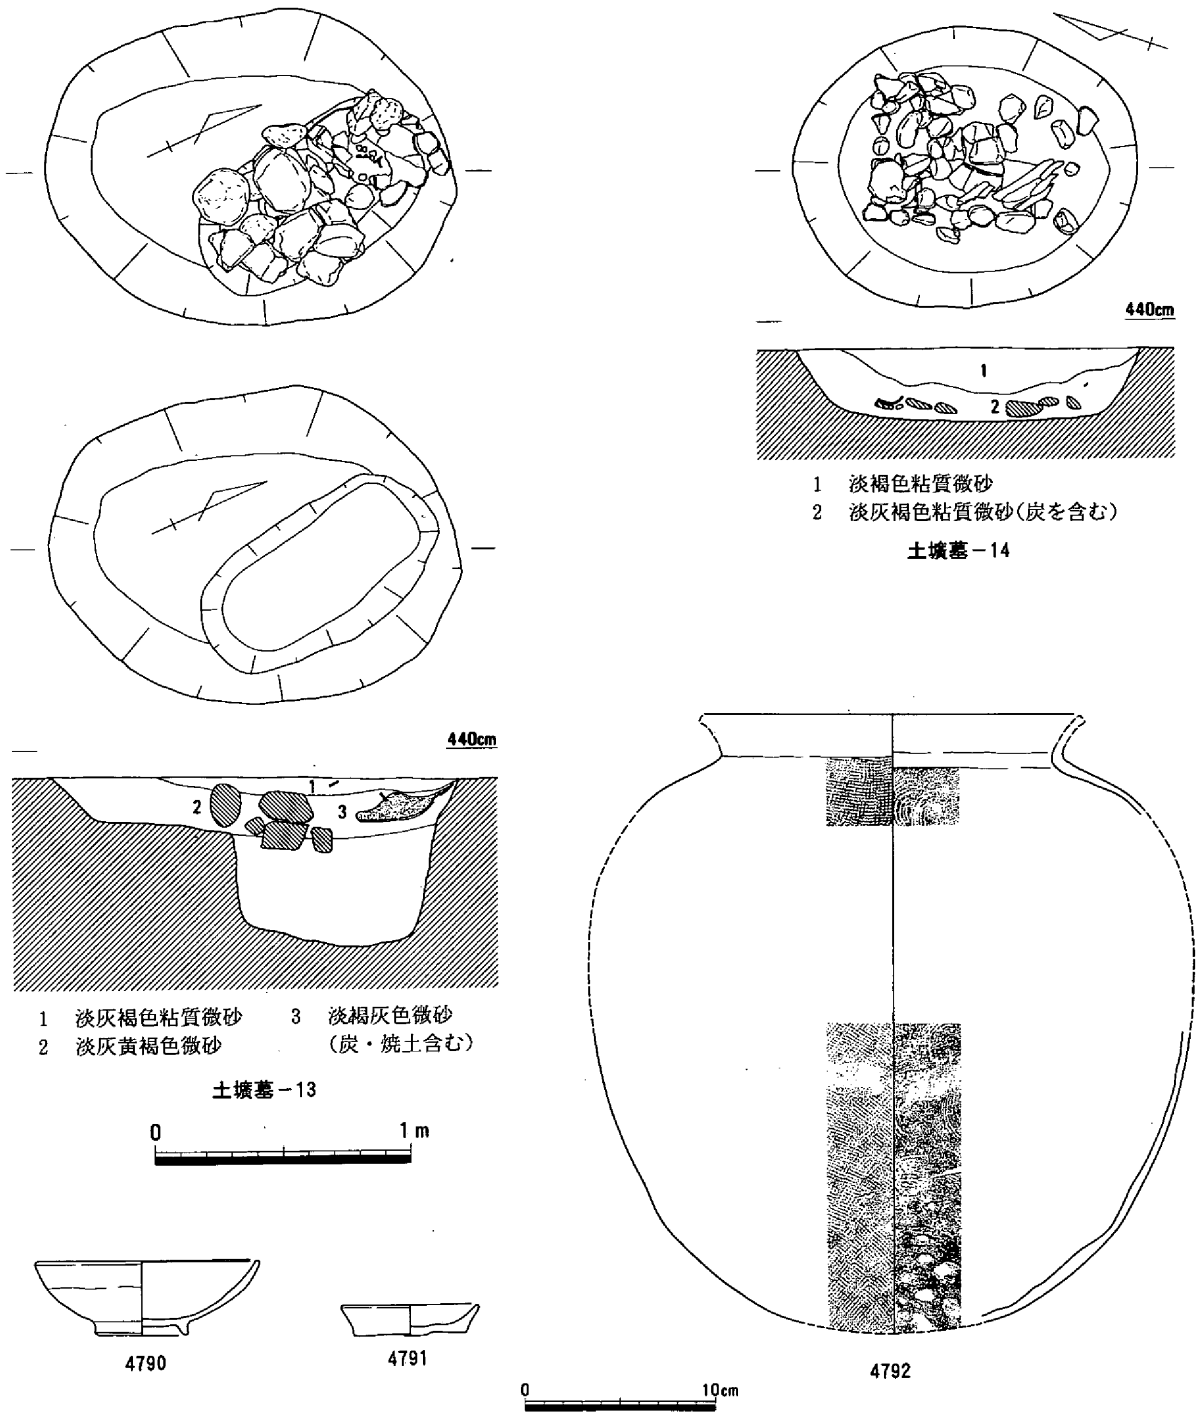 440cm
1
2
1 淡褐色粘質微砂
2 淡灰褐色粘質微砂(炭を含む)
土壙墓－14
440cm
1
2
3
1 淡灰褐色粘質微砂
2 淡灰黄褐色微砂
3 淡褐灰色微砂
(炭・焼土含む)
土壙墓－13
0 1m
4790
4791
4792
0 10cm